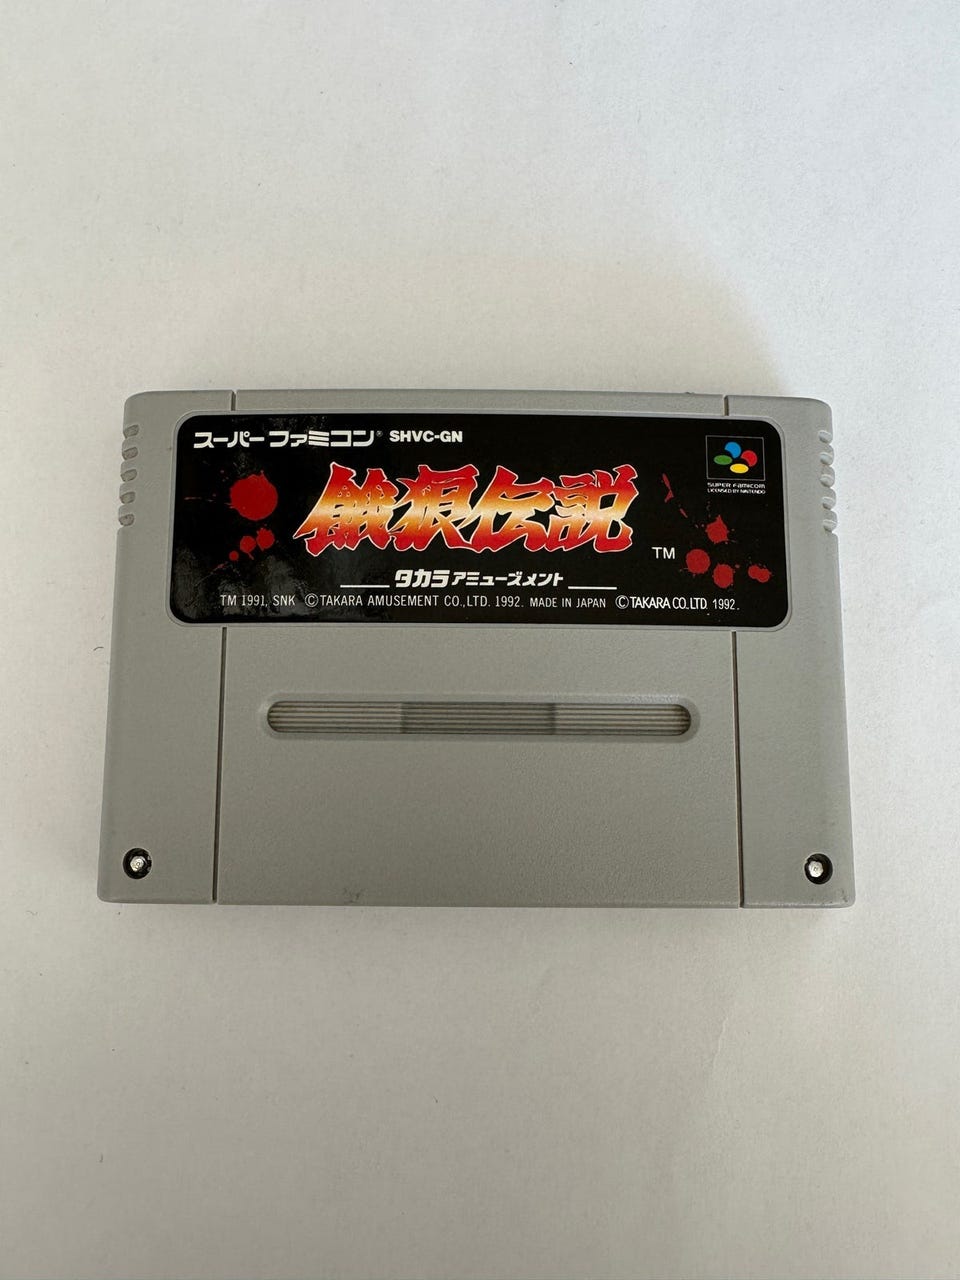 スーパーファミコン® SHVC-GN
SUPER FAMICOM
LICENSED BY NINTENDO
餓狼伝説
TM
タカラアミューズメント
TM 1991, SNK ©TAKARA AMUSEMENT CO.,LTD. 1992. MADE IN JAPAN ©TAKARA CO.LTD. 1992.